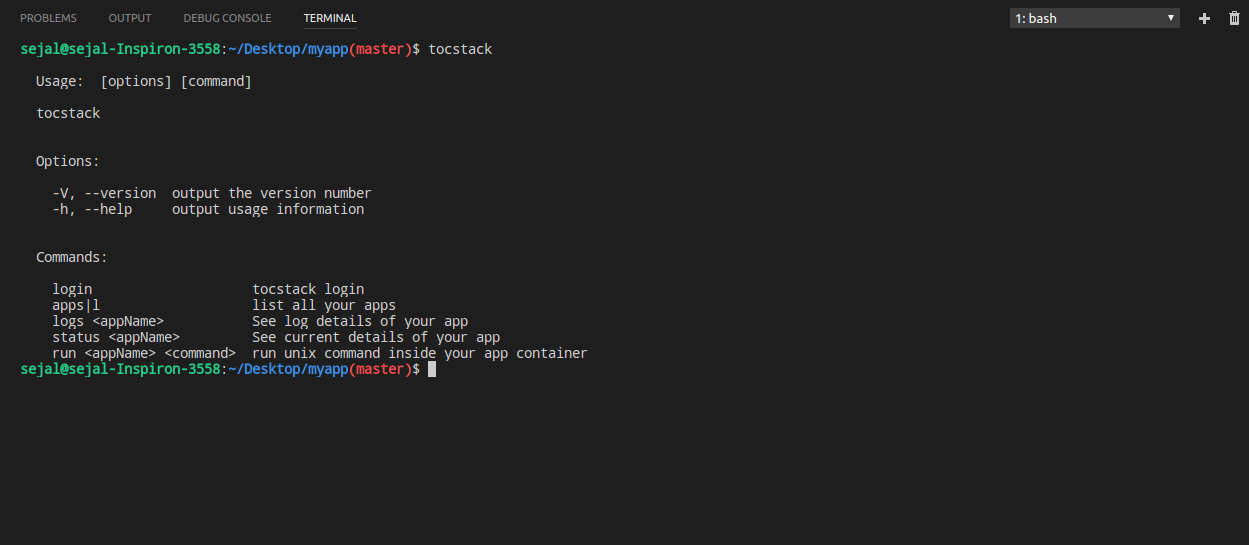 PROBLEMS OUTPUT DEBUG CONSOLE TERMINAL 1: bash
sejal@sejal-Inspiron-3558:~/Desktop/myapp(master)$ tocstack
Usage:  [options] [command]
tocstack
Options:
-V, --version  output the version number
-h, --help     output usage information
Commands:
login                    tocstack login
apps|l                   list all your apps
logs <appName>           See log details of your app
status <appName>         See current details of your app
run <appName> <command>  run unix command inside your app container
sejal@sejal-Inspiron-3558:~/Desktop/myapp(master)$